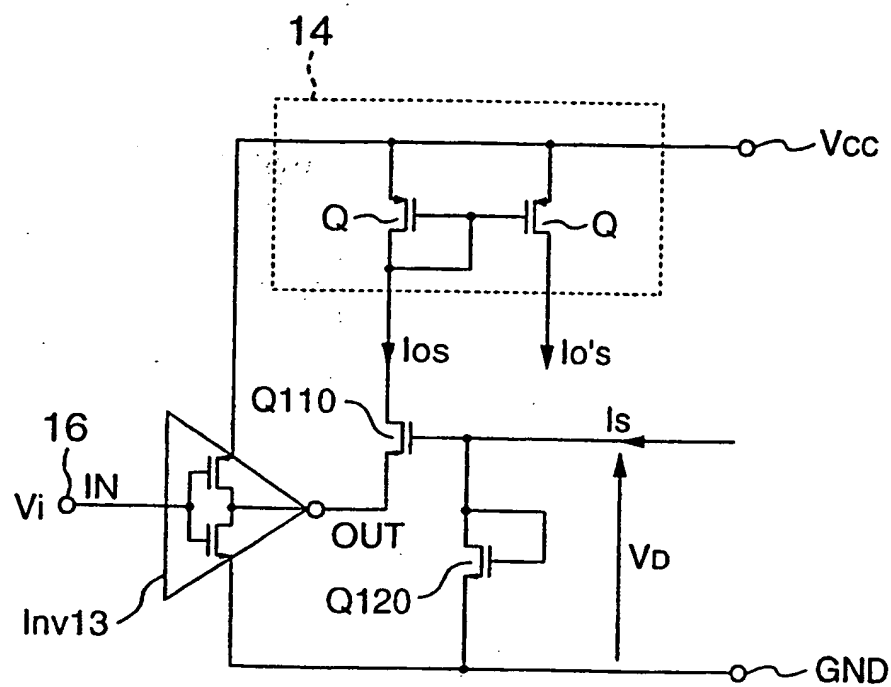 14
Vcc
Q
Q
Ios
Io's
Q110
Is
16
IN
Vi
OUT
VD
Q120
Inv13
GND